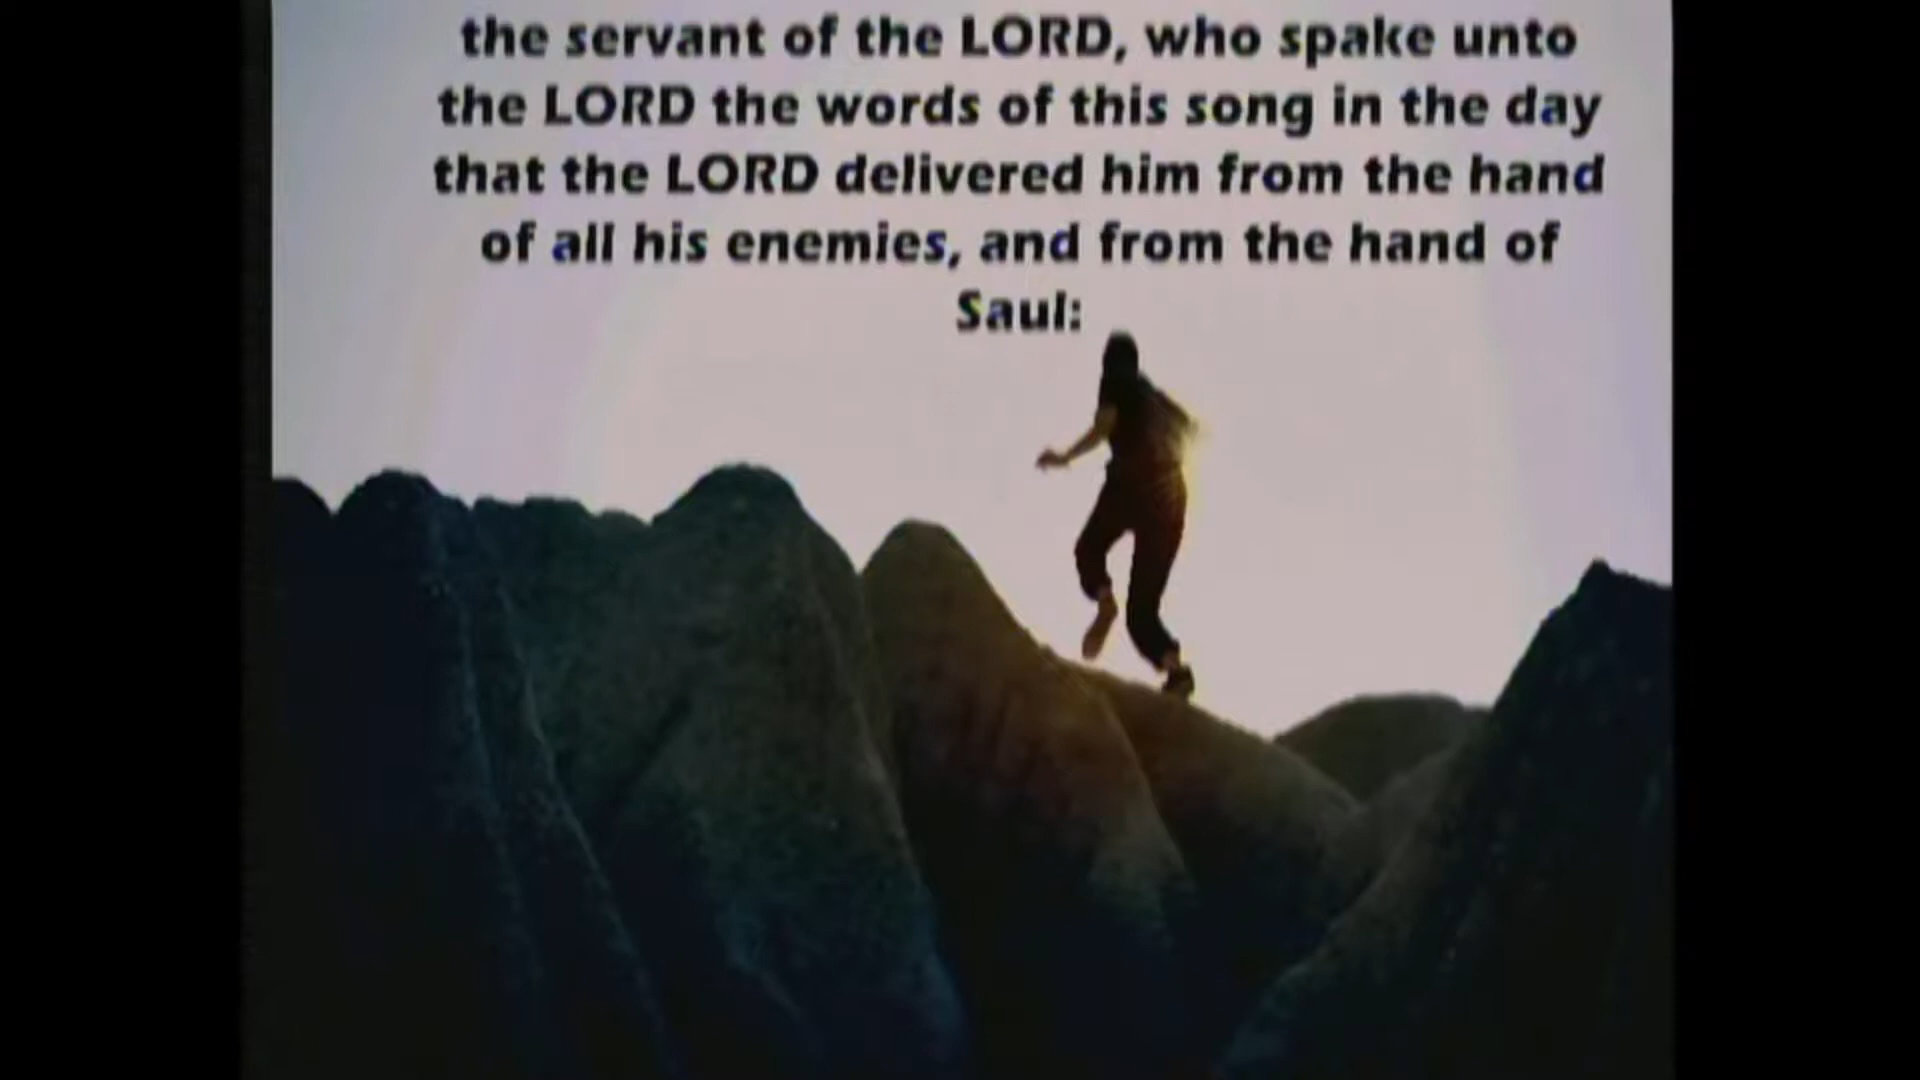 the servant of the LORD, who spake unto
the LORD the words of this song in the day
that the LORD delivered him from the hand
of all his enemies, and from the hand of
Saul: